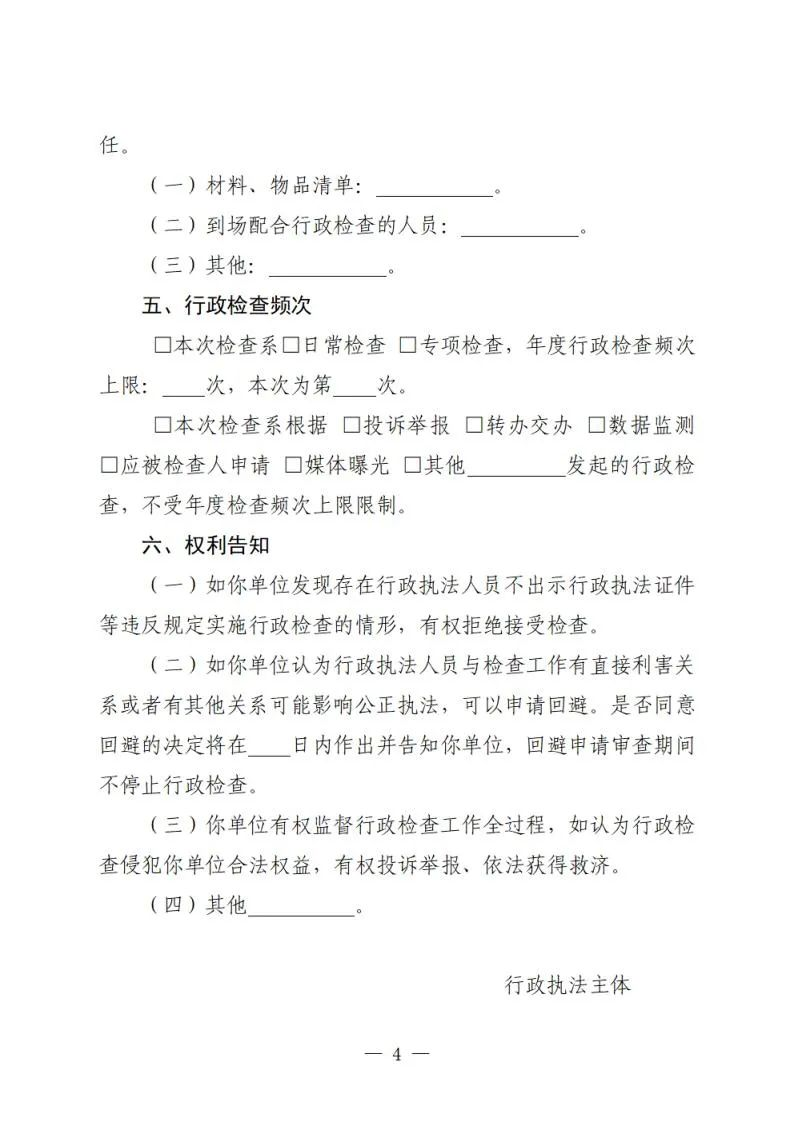 任。
（一）材料、物品清单：___________。
（二）到场配合行政检查的人员：___________。
（三）其他：___________。
五、行政检查频次
□本次检查系□日常检查 □专项检查，年度行政检查频次
上限：____次，本次为第____次。
□本次检查系根据 □投诉举报 □转办交办 □数据监测
□应被检查人申请 □媒体曝光 □其他_________发起的行政检
查，不受年度检查频次上限限制。
六、权利告知
（一）如你单位发现存在行政执法人员不出示行政执法证件
等违反规定实施行政检查的情形，有权拒绝接受检查。
（二）如你单位认为行政执法人员与检查工作有直接利害关
系或者有其他关系可能影响公正执法，可以申请回避。是否同意
回避的决定将在____日内作出并告知你单位，回避申请审查期间
不停止行政检查。
（三）你单位有权监督行政检查工作全过程，如认为行政检
查侵犯你单位合法权益，有权投诉举报、依法获得救济。
（四）其他__________。
行政执法主体
— 4 —